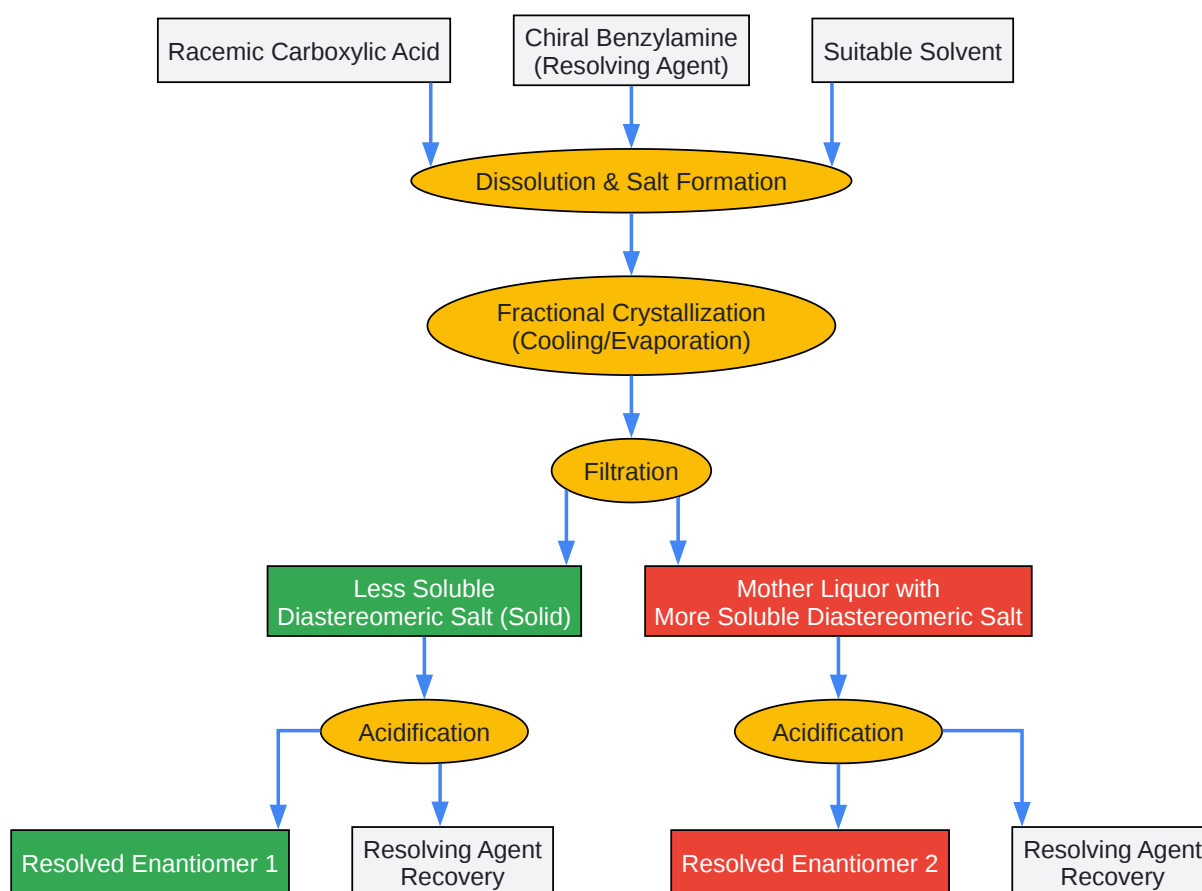 Racemic Carboxylic Acid
Chiral Benzylamine
(Resolving Agent)
Suitable Solvent
Dissolution & Salt Formation
Fractional Crystallization
(Cooling/Evaporation)
Filtration
Less Soluble
Diastereomeric Salt (Solid)
Mother Liquor with
More Soluble Diastereomeric Salt
Acidification
Acidification
Resolved Enantiomer 1
Resolving Agent
Recovery
Resolved Enantiomer 2
Resolving Agent
Recovery